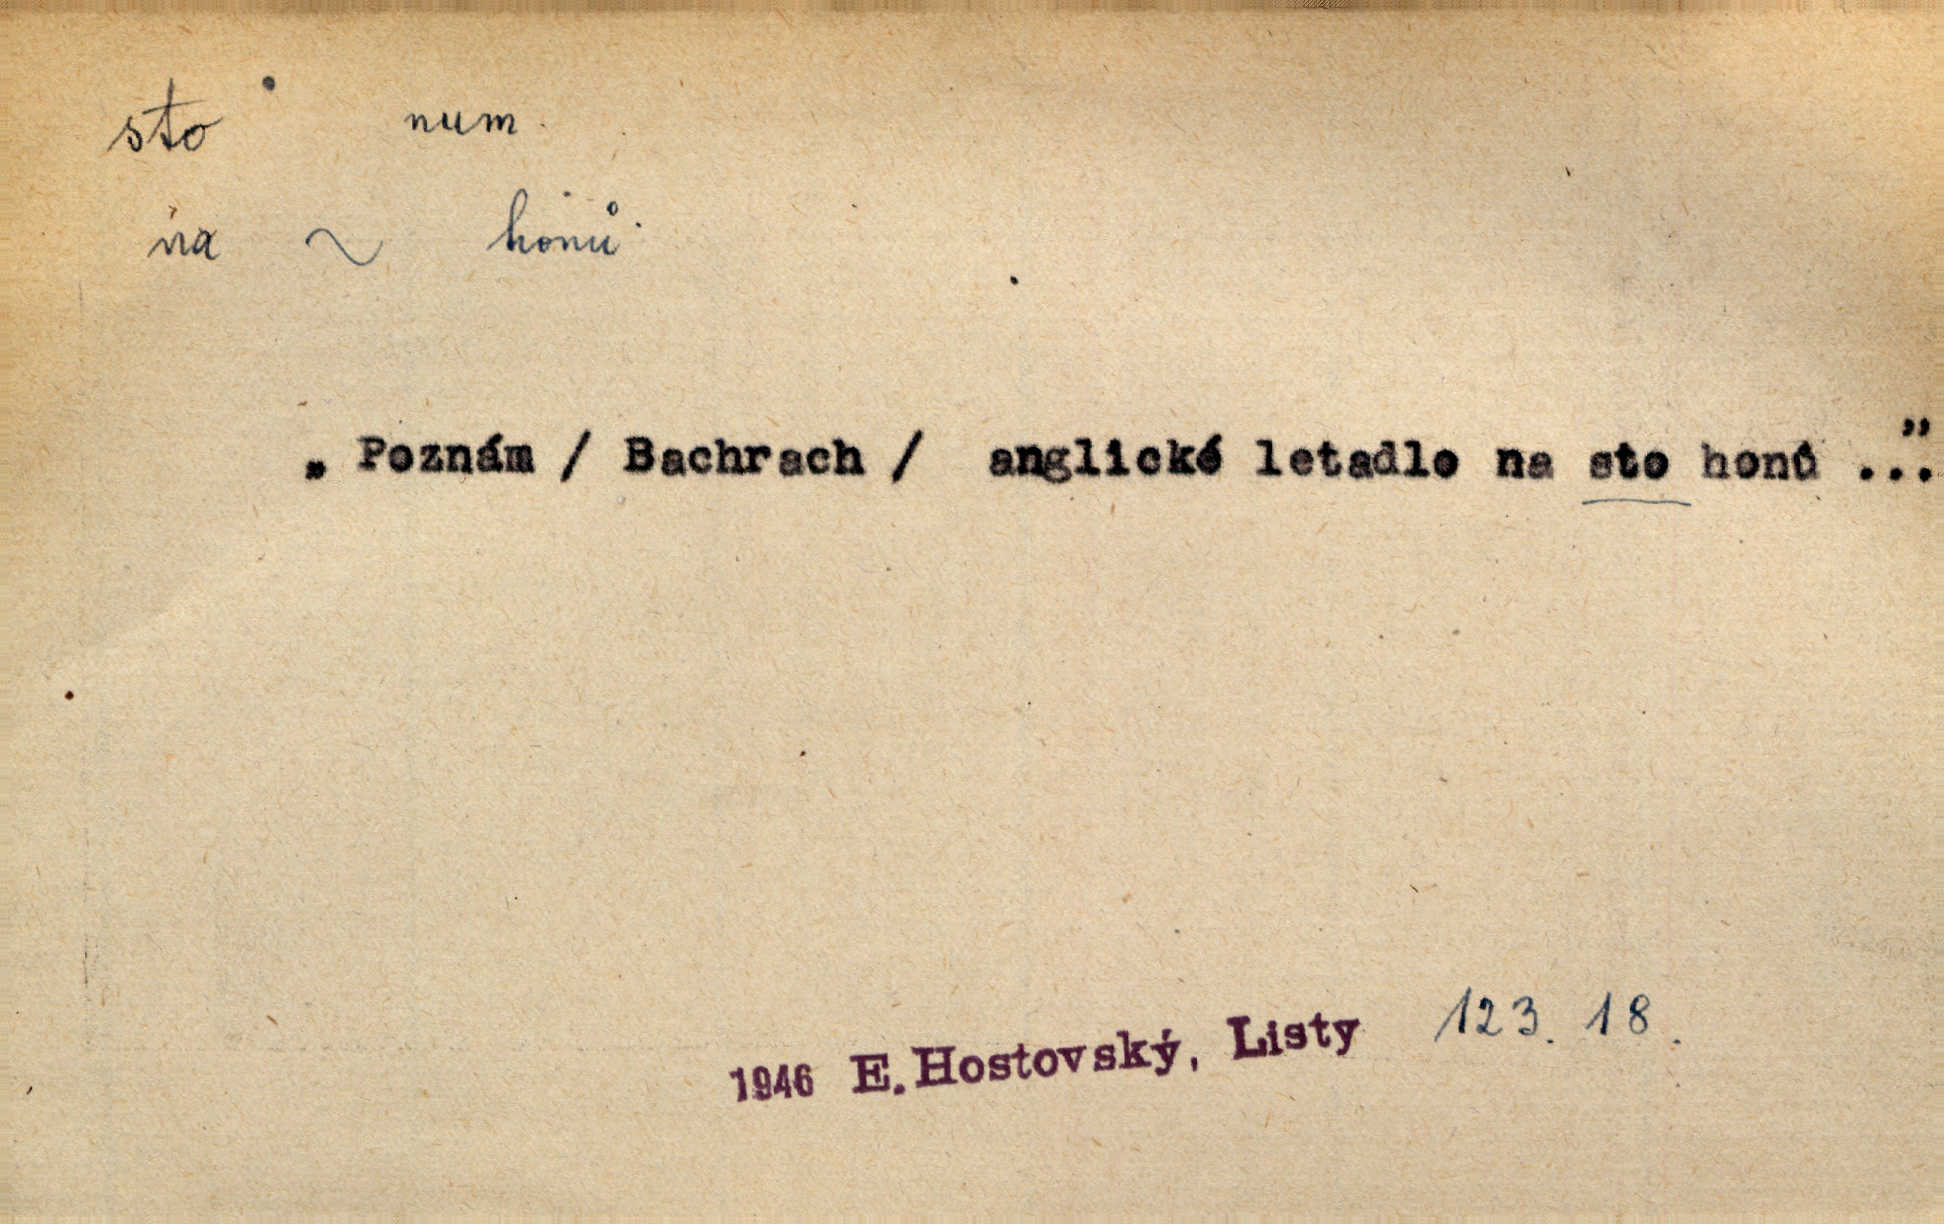 sto num.
na ~ honů.
„Poznám / Bachrach / anglické letadlo na sto honů ...”
1946 E. Hostovský, Listy 123. 18.